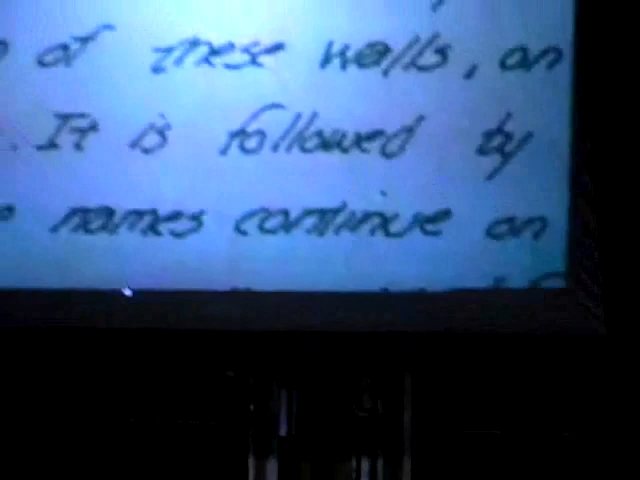 of these walls, on
. It is followed by
names continue on